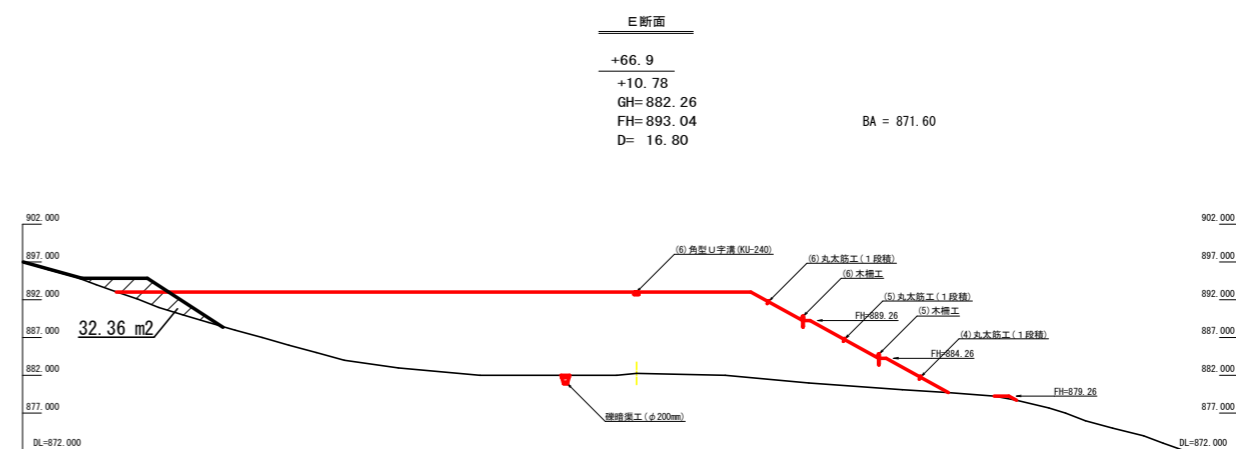 E断面
+66.9
+10.78
GH=882.26
FH=893.04
BA = 871.60
D= 16.80
902.000
902.000
(6)角型U字溝(KU-240)
(6)丸太筋工(1段積)
897.000
897.000
(6)木柵工
(5)丸太筋工(1段積)
892.000
892.000
FH=889.26
(5)木柵工
32.36 m2
(4)丸太筋工(1段積)
887.000
887.000
FH=884.26
882.000
882.000
FH=879.26
877.000
877.000
礫暗渠工(φ200mm)
DL=872.000
DL=872.000